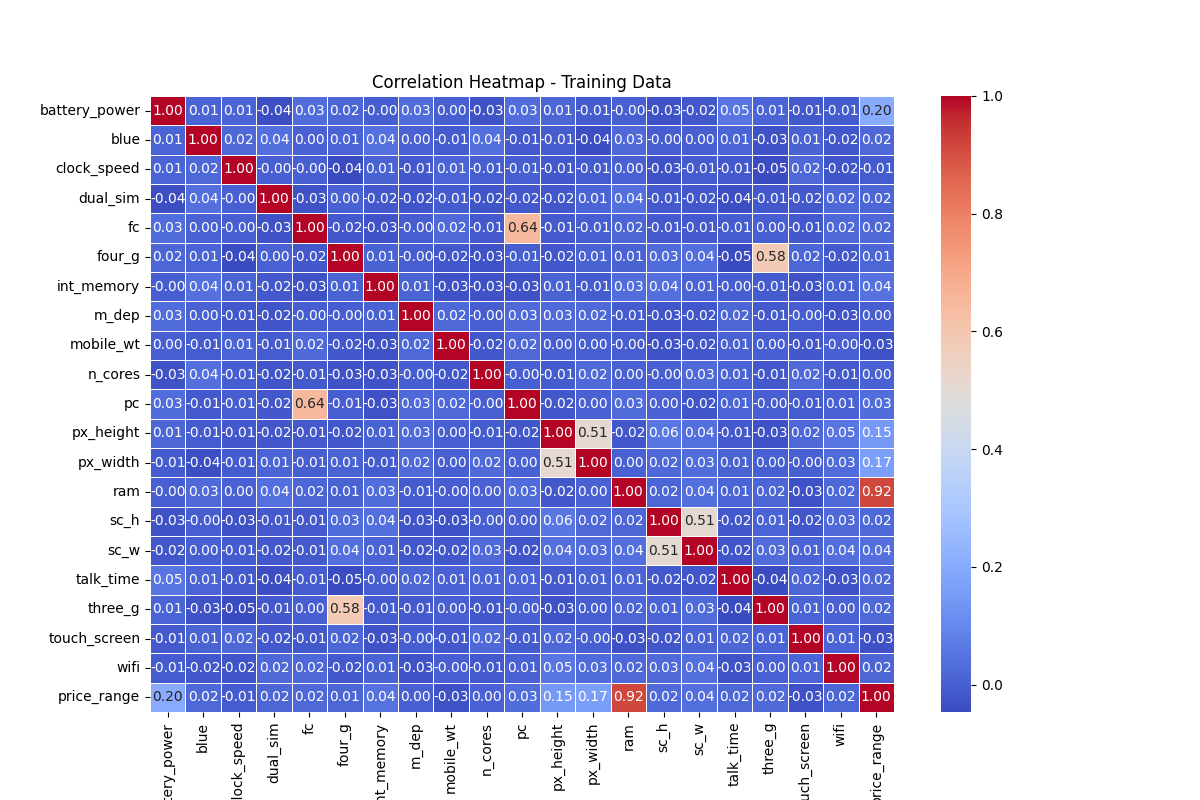 Correlation Heatmap - Training Data
battery_power 1.00 0.01 0.01 -0.04 0.03 0.02 -0.00 0.03 0.00 -0.03 0.03 0.01 -0.01 -0.00 -0.03 -0.02 0.05 0.01 -0.01 -0.01 0.20
blue 0.01 1.00 0.02 0.04 0.00 0.01 0.04 0.00 -0.01 0.04 -0.01 -0.01 -0.04 0.03 -0.00 0.00 0.01 -0.03 0.01 -0.02 0.02
clock_speed 0.01 0.02 1.00 -0.00 -0.00 -0.04 0.01 -0.01 0.01 -0.01 -0.01 -0.01 -0.01 0.00 -0.03 -0.01 -0.01 -0.05 0.02 -0.02 -0.01
dual_sim -0.04 0.04 -0.00 1.00 -0.03 0.00 -0.02 -0.02 -0.01 -0.02 -0.02 -0.02 0.01 0.04 -0.01 -0.02 -0.04 -0.01 -0.02 0.02 0.02
fc 0.03 0.00 -0.00 -0.03 1.00 -0.02 -0.03 -0.00 0.02 -0.01 0.64 -0.01 -0.01 0.02 -0.01 -0.01 -0.01 0.00 -0.01 0.02 0.02
four_g 0.02 0.01 -0.04 0.00 -0.02 1.00 0.01 -0.00 -0.02 -0.03 -0.01 -0.02 0.01 0.01 0.03 0.04 -0.05 0.58 0.02 -0.02 0.01
int_memory -0.00 0.04 0.01 -0.02 -0.03 0.01 1.00 0.01 -0.03 -0.03 -0.03 0.01 -0.01 0.03 0.04 0.01 -0.00 -0.01 -0.03 0.01 0.04
m_dep 0.03 0.00 -0.01 -0.02 -0.00 -0.00 0.01 1.00 0.02 -0.00 0.03 0.03 0.02 -0.01 -0.03 -0.02 0.02 -0.01 -0.00 -0.03 0.00
mobile_wt 0.00 -0.01 0.01 -0.01 0.02 -0.02 -0.03 0.02 1.00 -0.02 0.02 0.00 0.00 -0.00 -0.03 -0.02 0.01 0.00 -0.01 -0.00 -0.03
n_cores -0.03 0.04 -0.01 -0.02 -0.01 -0.03 -0.03 -0.00 -0.02 1.00 -0.00 -0.01 0.02 0.00 -0.00 0.03 0.01 -0.01 0.02 -0.01 0.00
pc 0.03 -0.01 -0.01 -0.02 0.64 -0.01 -0.03 0.03 0.02 -0.00 1.00 -0.02 0.00 0.03 0.00 -0.02 0.01 -0.00 -0.01 0.01 0.03
px_height 0.01 -0.01 -0.01 -0.02 -0.01 -0.02 0.01 0.03 0.00 -0.01 -0.02 1.00 0.51 -0.02 0.06 0.04 -0.01 -0.03 0.02 0.05 0.15
px_width -0.01 -0.04 -0.01 0.01 -0.01 0.01 -0.01 0.02 0.00 0.02 0.00 0.51 1.00 0.00 0.02 0.03 0.01 0.00 -0.00 0.03 0.17
ram -0.00 0.03 0.00 0.04 0.02 0.01 0.03 -0.01 -0.00 0.00 0.03 -0.02 0.00 1.00 0.02 0.04 0.01 0.02 -0.03 0.02 0.92
sc_h -0.03 -0.00 -0.03 -0.01 -0.01 0.03 0.04 -0.03 -0.03 -0.00 0.00 0.06 0.02 0.02 1.00 0.51 -0.02 0.01 -0.02 0.03 0.02
sc_w -0.02 0.00 -0.01 -0.02 -0.01 0.04 0.01 -0.02 -0.02 0.03 -0.02 0.04 0.03 0.04 0.51 1.00 -0.02 0.03 0.01 0.04 0.04
talk_time 0.05 0.01 -0.01 -0.04 -0.01 -0.05 -0.00 0.02 0.01 0.01 0.01 -0.01 0.01 0.01 -0.02 -0.02 1.00 -0.04 0.02 -0.03 0.02
three_g 0.01 -0.03 -0.05 -0.01 0.00 0.58 -0.01 -0.01 0.00 -0.01 -0.00 -0.03 0.00 0.02 0.01 0.03 -0.04 1.00 0.01 0.00 0.02
touch_screen -0.01 0.01 0.02 -0.02 -0.01 0.02 -0.03 -0.00 -0.01 0.02 -0.01 0.02 -0.00 -0.03 -0.02 0.01 0.02 0.01 1.00 0.01 -0.03
wifi -0.01 -0.02 -0.02 0.02 0.02 -0.02 0.01 -0.03 -0.00 -0.01 0.01 0.05 0.03 0.02 0.03 0.04 -0.03 0.00 0.01 1.00 0.02
price_range 0.20 0.02 -0.01 0.02 0.02 0.01 0.04 0.00 -0.03 0.00 0.03 0.15 0.17 0.92 0.02 0.04 0.02 0.02 -0.03 0.02 1.00
tery_power blue lock_speed dual_sim fc four_g nt_memory m_dep mobile_wt n_cores pc px_height px_width ram sc_h sc_w talk_time three_g uch_screen wifi price_range
1.0
0.8
0.6
0.4
0.2
0.0